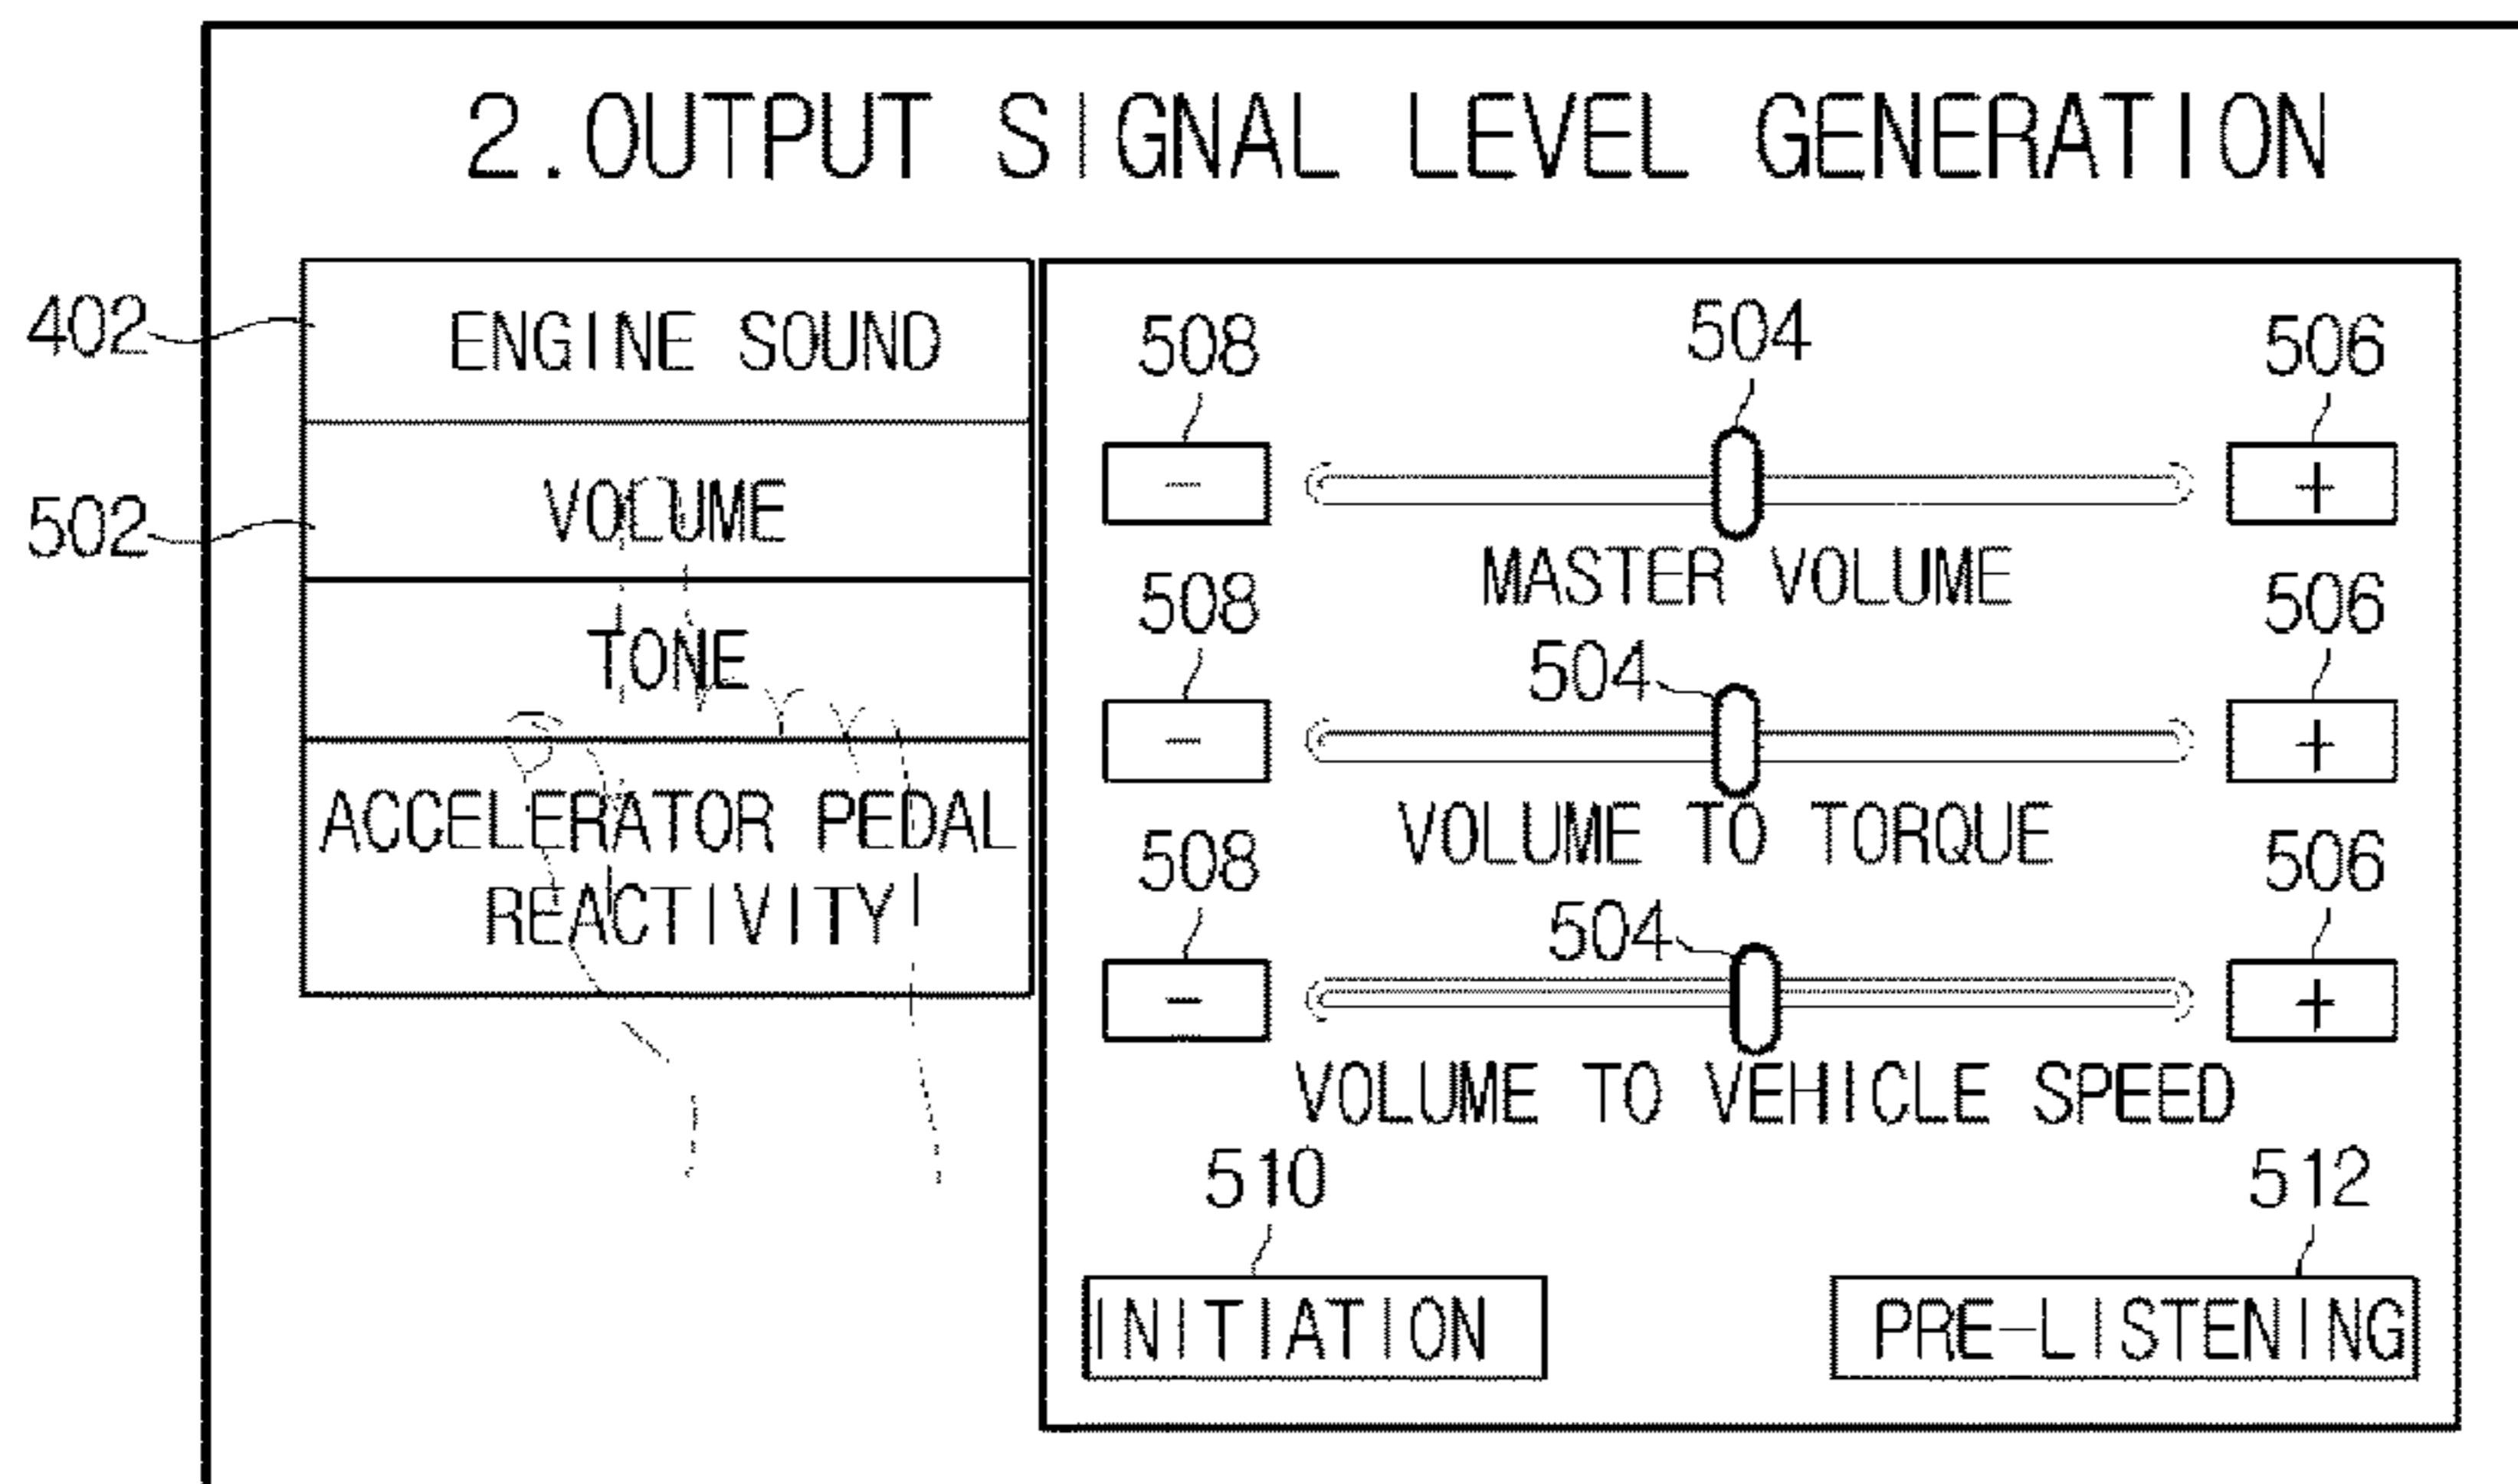 2.OUTPUT SIGNAL LEVEL GENERATION
402
ENGINE SOUND
502
VOLUME
TONE
ACCELERATOR PEDAL
REACTIVITY
508 504 506
- +
MASTER VOLUME
508 504 506
- +
VOLUME TO TORQUE
508 504 506
- +
VOLUME TO VEHICLE SPEED
510 512
INITIATION PRE-LISTENING